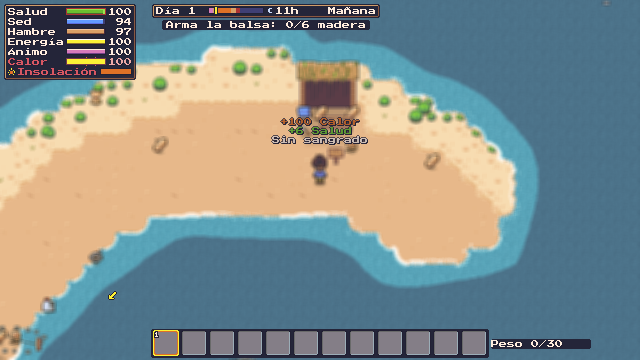 Salud 100
Sed 94
Hambre 97
Energía 100
Ánimo 100
Calor 100
Insolación
Día 1 11h Mañana
Arma la balsa: 0/6 madera
+100 Calor
+6 Salud
Sin sangrado
1
Peso 0/30